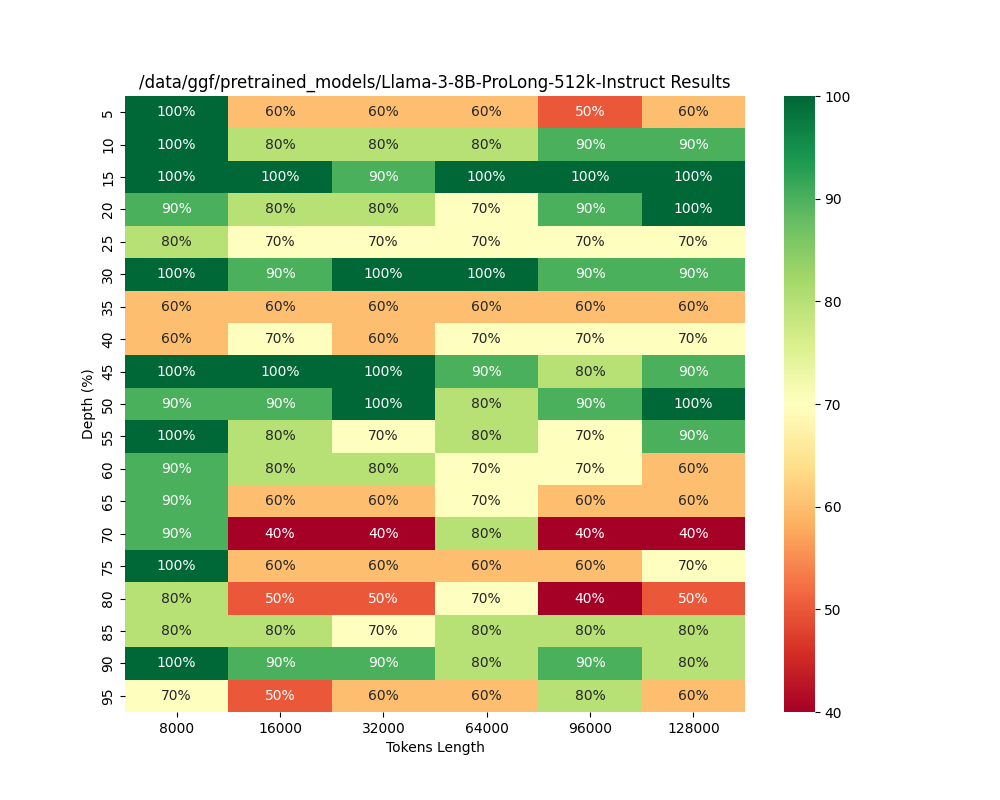 /data/ggf/pretrained_models/Llama-3-8B-ProLong-512k-Instruct Results
5 100% 60% 60% 60% 50% 60%
10 100% 80% 80% 80% 90% 90%
15 100% 100% 90% 100% 100% 100%
20 90% 80% 80% 70% 90% 100%
25 80% 70% 70% 70% 70% 70%
30 100% 90% 100% 100% 90% 90%
35 60% 60% 60% 60% 60% 60%
40 60% 70% 60% 70% 70% 70%
45 100% 100% 100% 90% 80% 90%
50 90% 90% 100% 80% 90% 100%
55 100% 80% 70% 80% 70% 90%
60 90% 80% 80% 70% 70% 60%
65 90% 60% 60% 70% 60% 60%
70 90% 40% 40% 80% 40% 40%
75 100% 60% 60% 60% 60% 70%
80 80% 50% 50% 70% 40% 50%
85 80% 80% 70% 80% 80% 80%
90 100% 90% 90% 80% 90% 80%
95 70% 50% 60% 60% 80% 60%
8000 16000 32000 64000 96000 128000
Tokens Length
Depth (%)
100
90
80
70
60
50
40